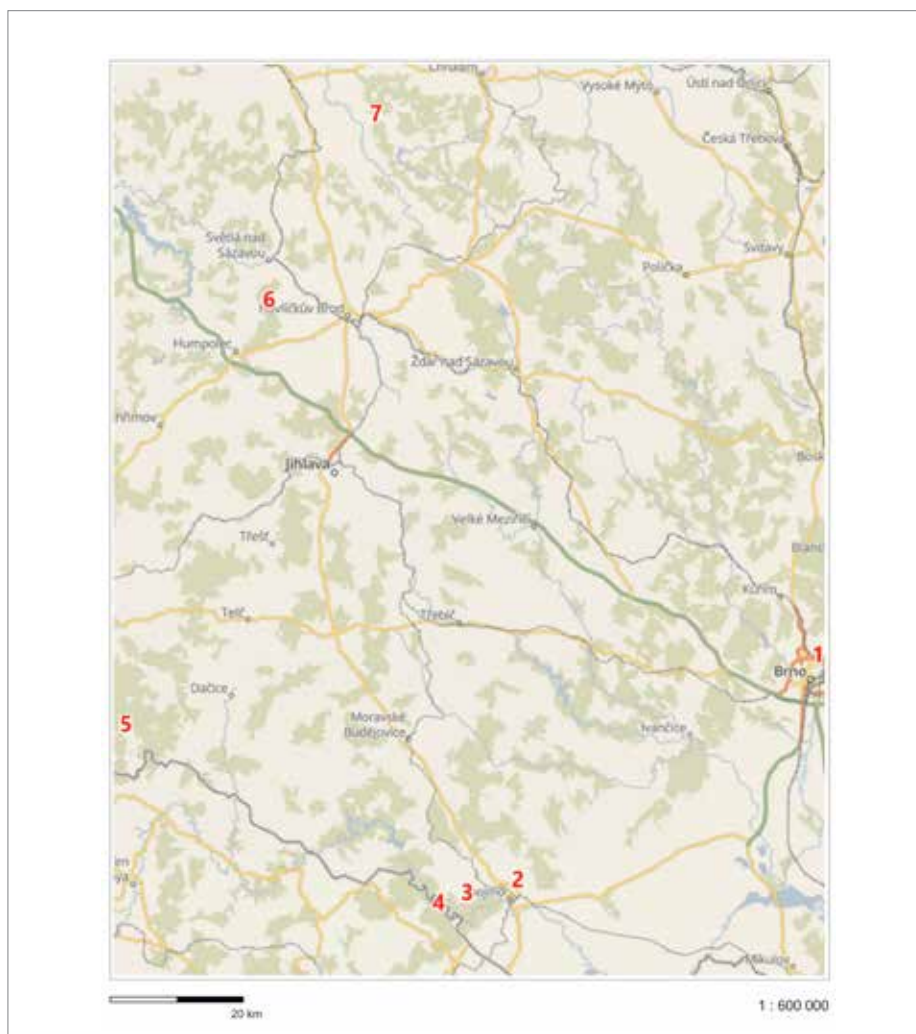 Vysoké Mýto
Ústí nad
7
Česká Třebová
Světlá nad
Sázavou
Svitavy
Polička
6
Humpolec
Žďár nad Sázavou
Jihlava
Velké Meziříčí
Třešť
Kuřim
Telč
Třebíč
1
Brno
Dačice
5
Moravské
Budějovice
Ivančice
2
3
4
Mikulov
20 km
1 : 600 000